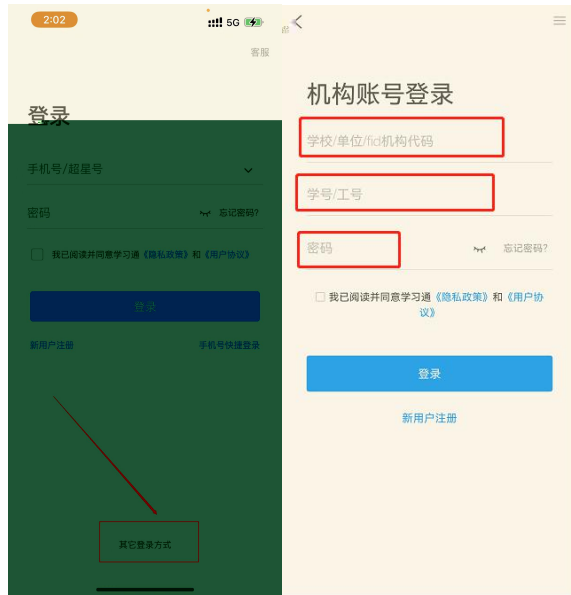 2:02
5G
客服
登录
手机号/超星号
密码
忘记密码?
我已阅读并同意学习通《隐私政策》和《用户协议》
登录
新用户注册
手机号快捷登录
其它登录方式
机构账号登录
学校/单位/fid机构代码
学号/工号
密码
忘记密码?
我已阅读并同意学习通《隐私政策》和《用户协
议》
登录
新用户注册